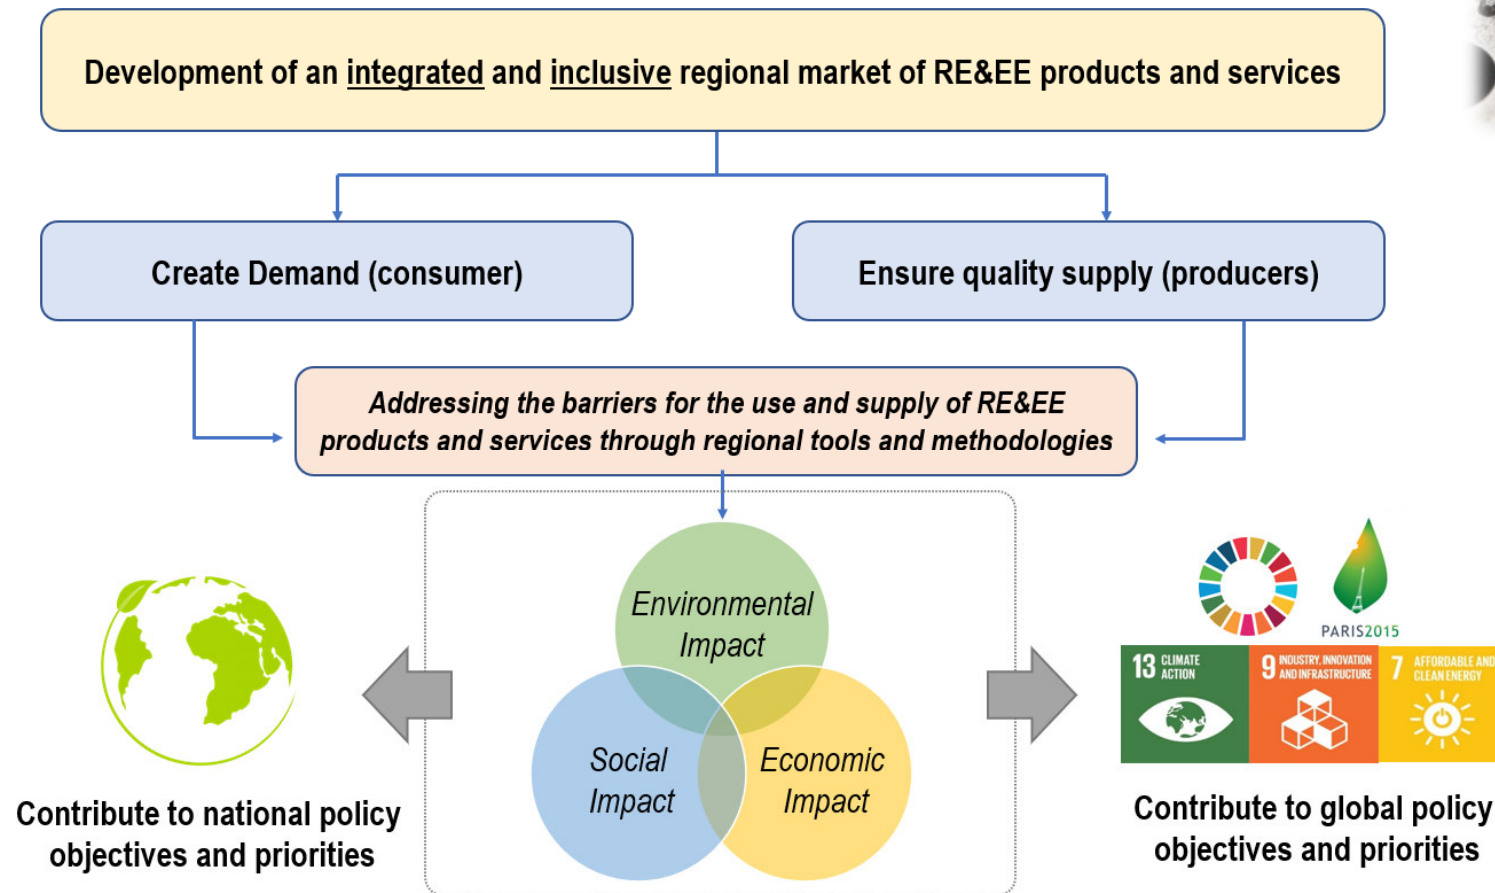 Development of an integrated and inclusive regional market of RE&EE products and services
Create Demand (consumer)
Ensure quality supply (producers)
Addressing the barriers for the use and supply of RE&EE
products and services through regional tools and methodologies
Environmental
Impact
Social
Impact
Economic
Impact
PARIS2015
13 CLIMATE
ACTION
9 INDUSTRY, INNOVATION
AND INFRASTRUCTURE
7 AFFORDABLE AND
CLEAN ENERGY
Contribute to national policy
objectives and priorities
Contribute to global policy
objectives and priorities